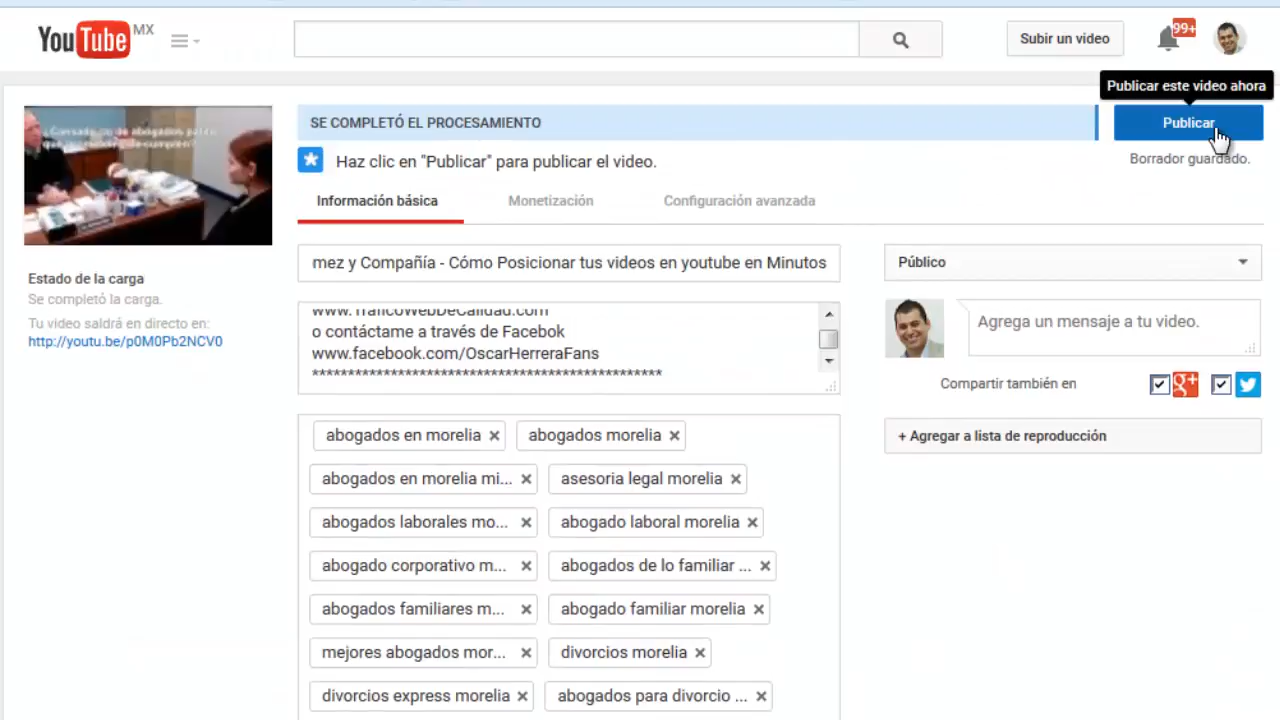 YouTube MX
Subir un video
99+
Publicar este video ahora
SE COMPLETÓ EL PROCESAMIENTO
Publicar
Haz clic en "Publicar" para publicar el video.
Borrador guardado.
Información básica
Monetización
Configuración avanzada
Estado de la carga
Se completó la carga.
Tu video saldrá en directo en:
http://youtu.be/p0M0Pb2NCV0
mez y Compañía - Cómo Posicionar tus videos en youtube en Minutos
www.TraficoWebDeCalidad.com
o contáctame a través de Facebok
www.facebook.com/OscarHerreraFans
**************************************************
Público
Agrega un mensaje a tu video.
Compartir también en
g+
+ Agregar a lista de reproducción
abogados en morelia × abogados morelia ×
abogados en morelia mi... × asesoria legal morelia ×
abogados laborales mo... × abogado laboral morelia ×
abogado corporativo m... × abogados de lo familiar ... ×
abogados familiares m... × abogado familiar morelia ×
mejores abogados mor... × divorcios morelia ×
divorcios express morelia × abogados para divorcio ... ×